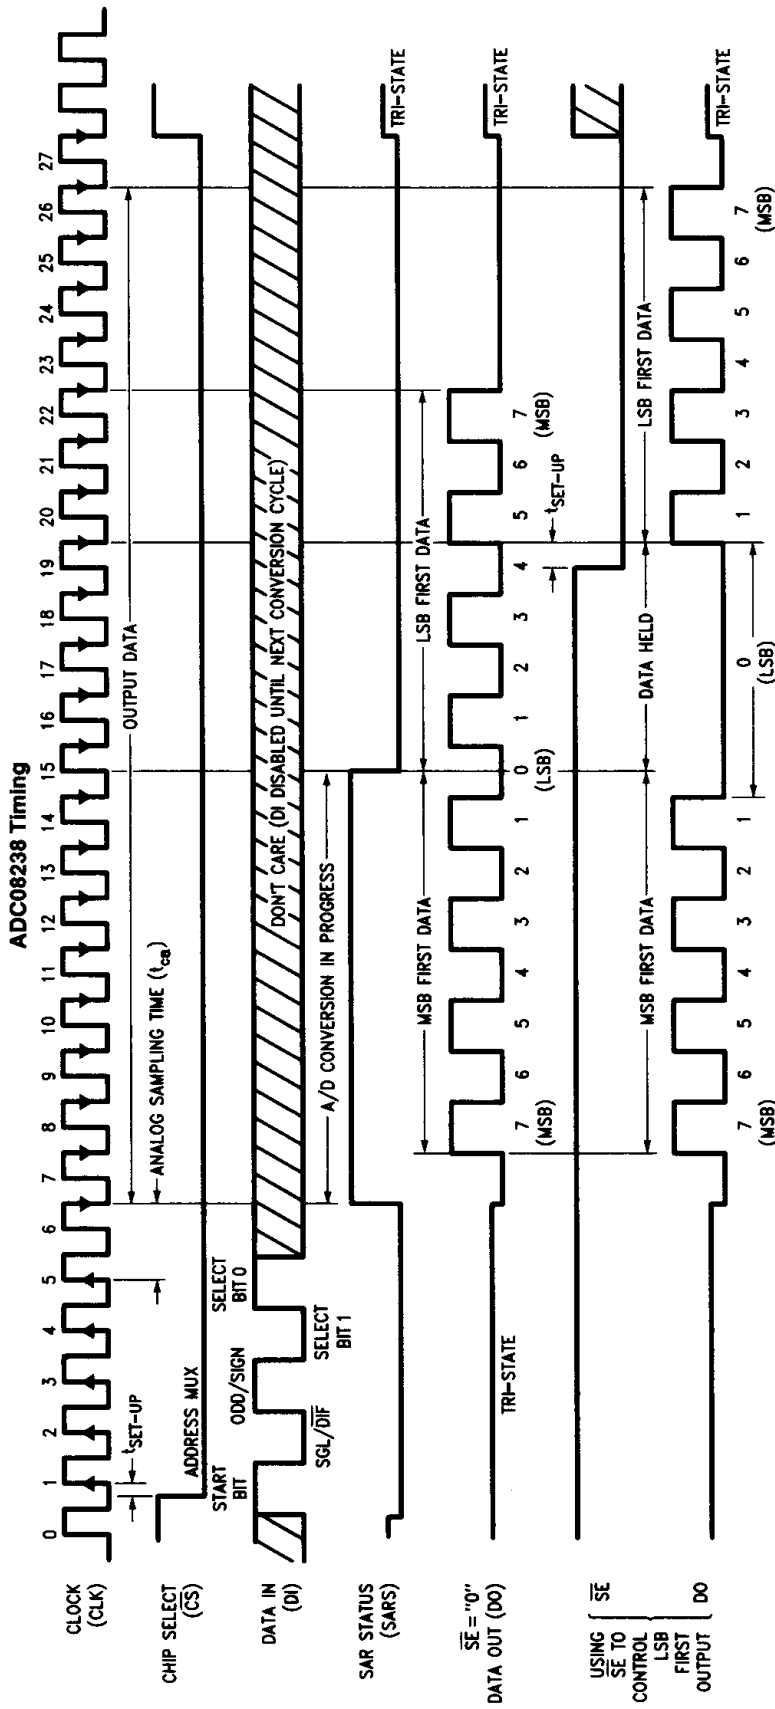 ADC08238 Timing
CLOCK
(CLK)
0 1 2 3 4 5 6 7 8 9 10 11 12 13 14 15 16 17 18 19 20 21 22 23 24 25 26 27
tSET-UP
OUTPUT DATA
ANALOG SAMPLING TIME (tca)
CHIP SELECT
(CS)
ADDRESS MUX
START
BIT
ODD/SIGN
SELECT
BIT 0
DATA IN
(DI)
DON'T CARE (DI DISABLED UNTIL NEXT CONVERSION CYCLE)
SGL/DIF
SELECT
BIT 1
A/D CONVERSION IN PROGRESS
SAR STATUS
(SARS)
TRI-STATE
MSB FIRST DATA
LSB FIRST DATA
SE = "0"
DATA OUT (DO)
TRI-STATE
TRI-STATE
7 6 5 4 3 2 1 0 1 2 3 4 5 6 7
(MSB) (LSB) (MSB)
tSET-UP
USING
SE TO
CONTROL
LSB
FIRST
OUTPUT
SE
MSB FIRST DATA
DATA HELD
LSB FIRST DATA
DO
TRI-STATE
7 6 5 4 3 2 1 0 1 2 3 4 5 6 7
(MSB) (LSB) (MSB)